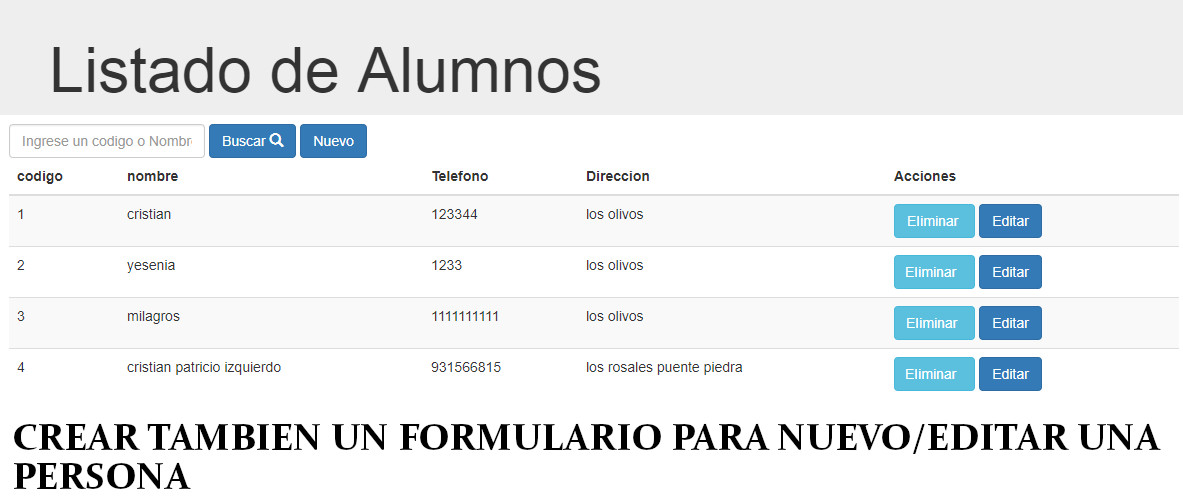 Listado de Alumnos
Ingrese un codigo o Nombr
Buscar Nuevo
codigo nombre Telefono Direccion Acciones
1 cristian 123344 los olivos Eliminar Editar
2 yesenia 1233 los olivos Eliminar Editar
3 milagros 1111111111 los olivos Eliminar Editar
4 cristian patricio izquierdo 931566815 los rosales puente piedra Eliminar Editar
CREAR TAMBIEN UN FORMULARIO PARA NUEVO/EDITAR UNA
PERSONA